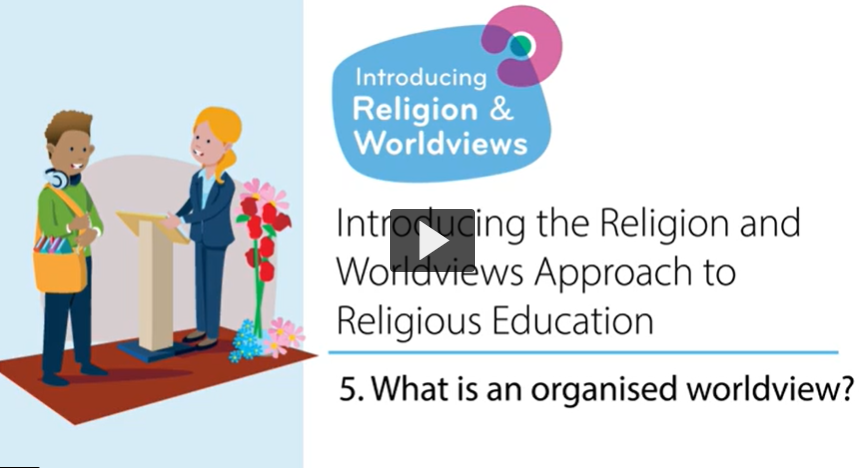 Introducing
Religion &
Worldviews
Introducing the Religion and
Worldviews Approach to
Religious Education
5. What is an organised worldview?